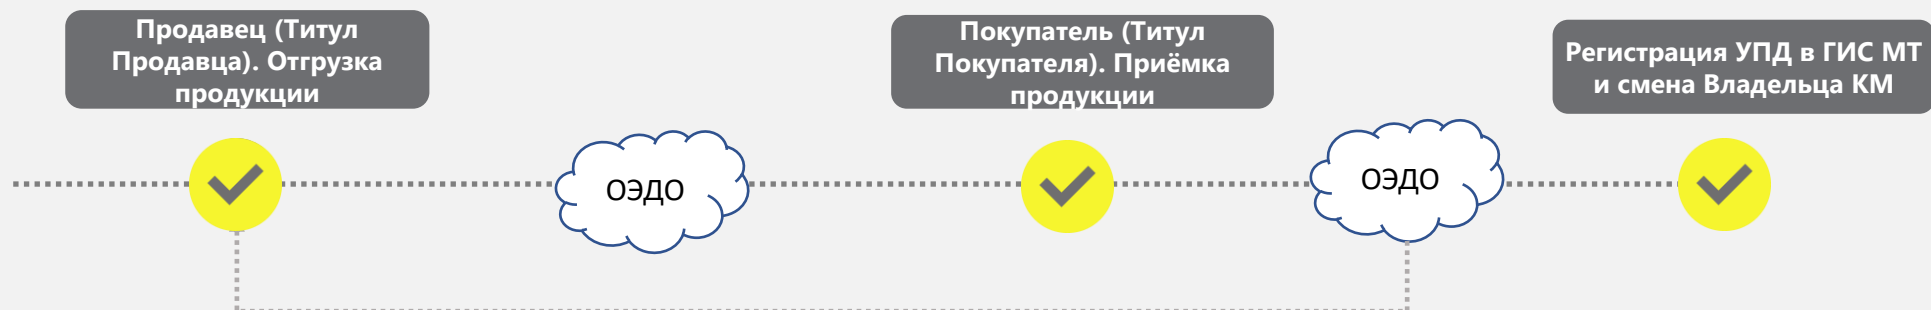 Продавец (Титул
Продавца). Отгрузка
продукции
Покупатель (Титул
Покупателя). Приёмка
продукции
Регистрация УПД в ГИС МТ
и смена Владельца КМ
ОЭДО
ОЭДО